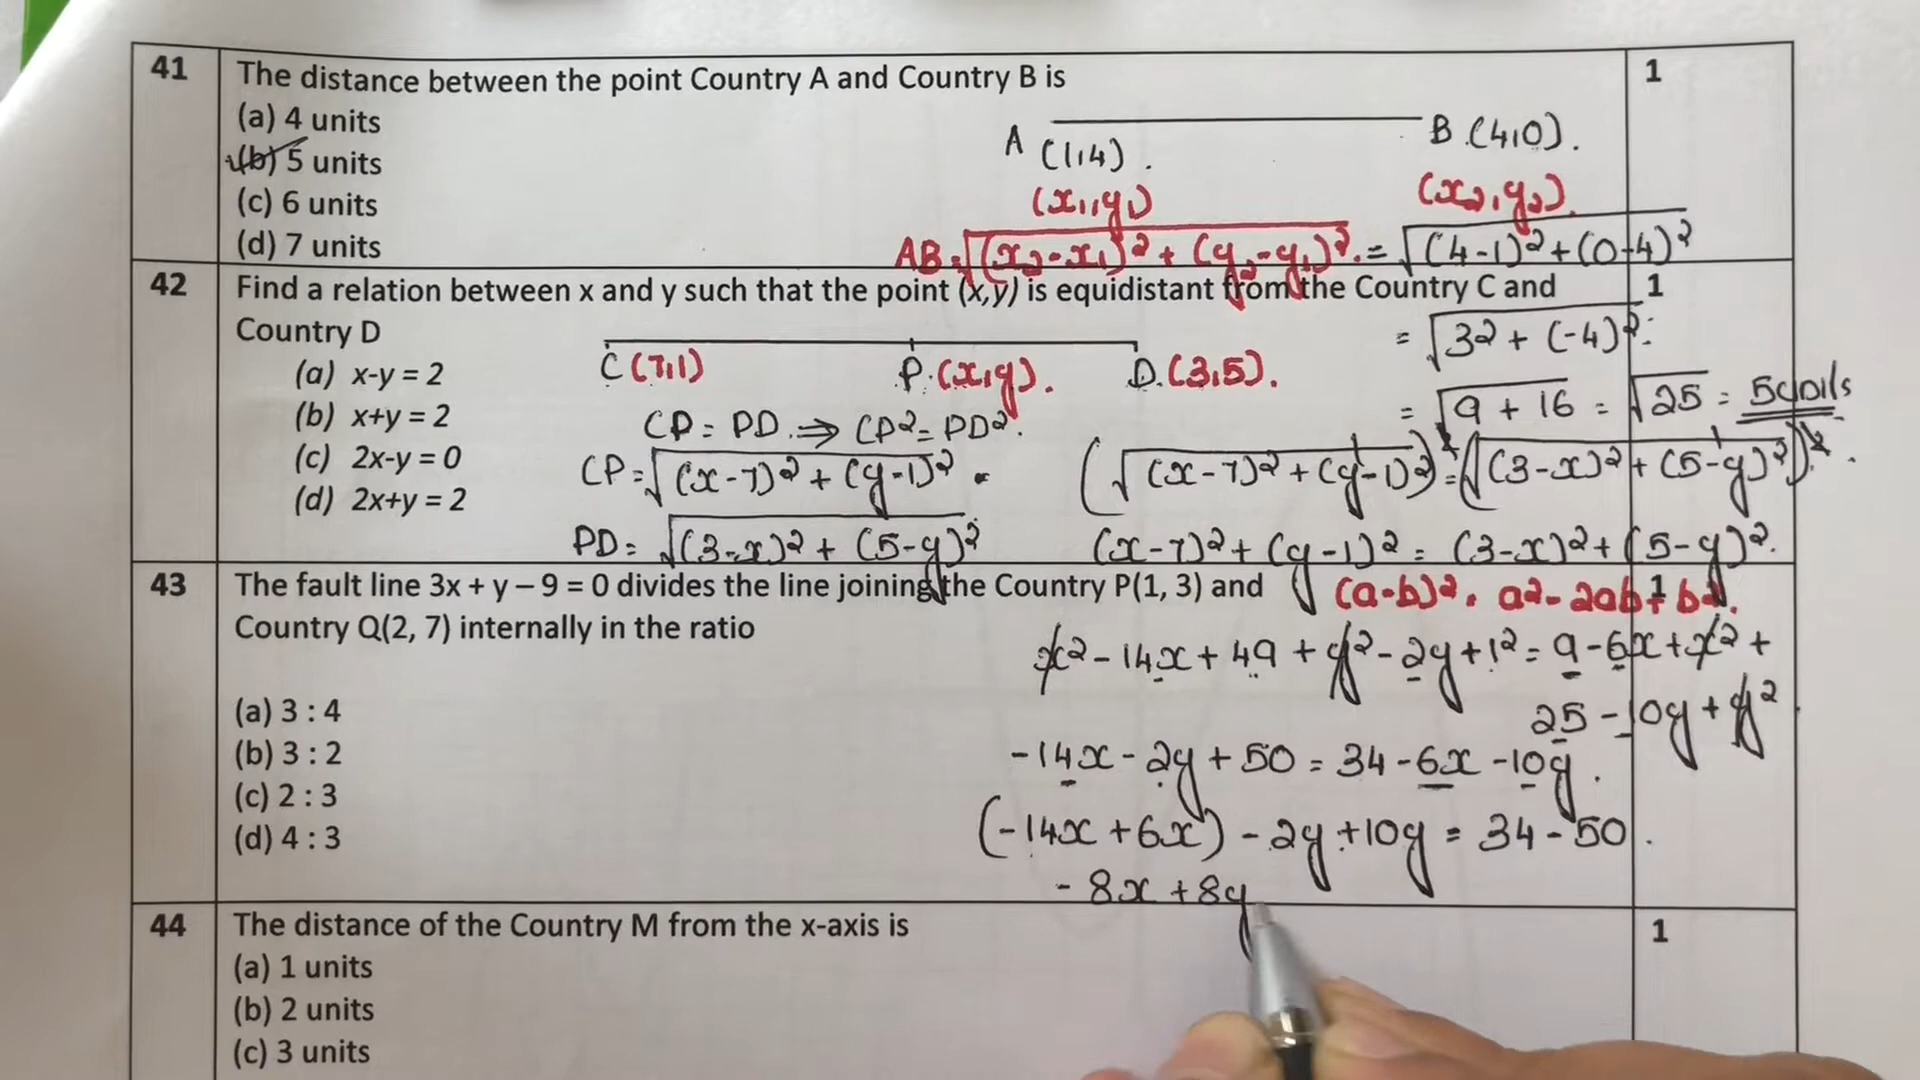 41 The distance between the point Country A and Country B is 1
(a) 4 units
(b) 5 units
(c) 6 units
(d) 7 units
A (1,4). B (4,0).
(x₁,y₁) (x₂,y₂)
AB=√(x₂-x₁)²+(y₂-y₁)². = √(4-1)²+(0-4)²
= √3²+(-4)²
= √9+16 = √25 = 5
42 Find a relation between x and y such that the point (x,y) is equidistant from the Country C and 1
Country D
(a) x-y = 2
(b) x+y = 2
(c) 2x-y = 0
(d) 2x+y = 2
C (7,1) P. (x,y). D. (3,5).
CP = PD. ⇒ CP²=PD².
CP=√(x-7)²+(y-1)²
PD= √(3-x)²+(5-y)²
(√(x-7)²+(y-1)²)²=(√(3-x)²+(5-y)²)².
(x-7)²+(y-1)² = (3-x)²+(5-y)².
43 The fault line 3x + y – 9 = 0 divides the line joining the Country P(1, 3) and 1
Country Q(2, 7) internally in the ratio
(a) 3 : 4
(b) 3 : 2
(c) 2 : 3
(d) 4 : 3
(a-b)² = a²-2ab+b².
x²-14x+49+y²-2y+1²=9-6x+x²+
25-10y+y²
-14x-2y+50=34-6x-10y.
(-14x+6x)-2y+10y=34-50.
-8x+8y
44 The distance of the Country M from the x-axis is 1
(a) 1 units
(b) 2 units
(c) 3 units